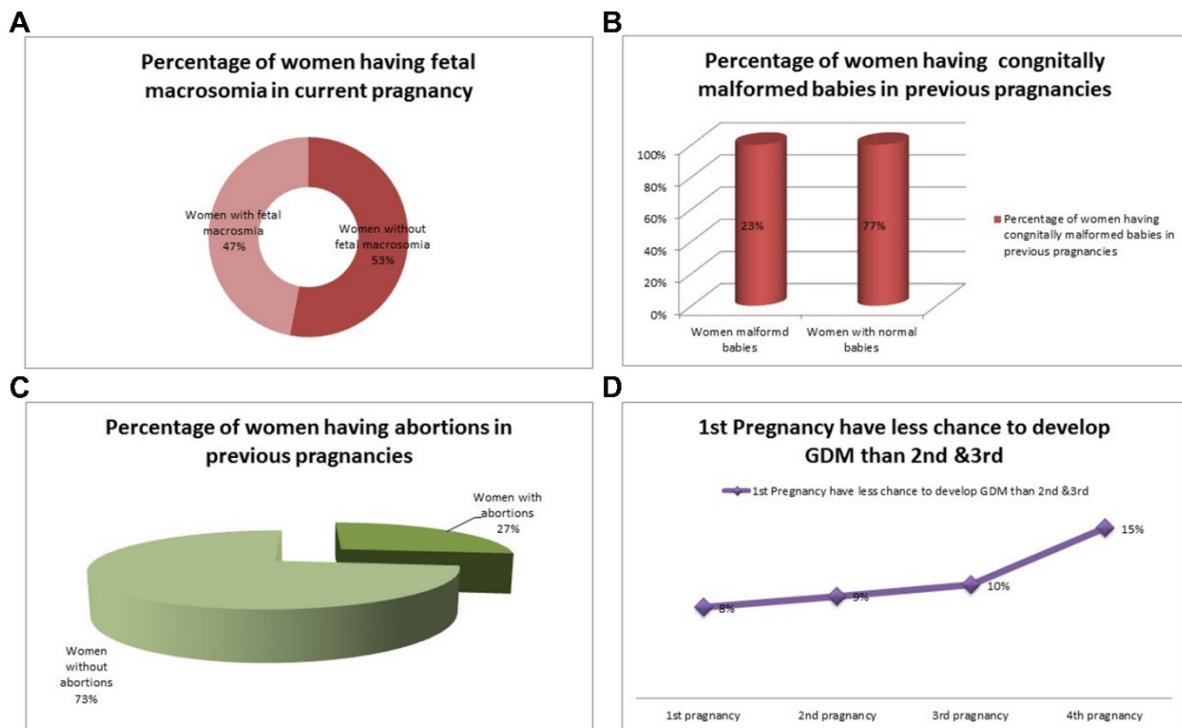 A
Percentage of women having fetal
macrosomia in current pragnancy
Women with fetal
macrosmia
47%
Women without
fetal macrosomia
53%
B
Percentage of women having congnitally
malformed babies in previous pragnancies
100%
80%
60%
40%
20%
0%
23%
77%
Women malformd
babies
Women with normal
babies
Percentage of women having
congnitally malformed babies in
previous pragnancies
C
Percentage of women having abortions in
previous pragnancies
Women with
abortions
27%
Women
without
abortions
73%
D
1st Pregnancy have less chance to develop
GDM than 2nd &3rd
1st Pregnancy have less chance to develop GDM than 2nd &3rd
8%
9%
10%
15%
1st pragnancy
2nd pragnancy
3rd pragnancy
4th pragnancy